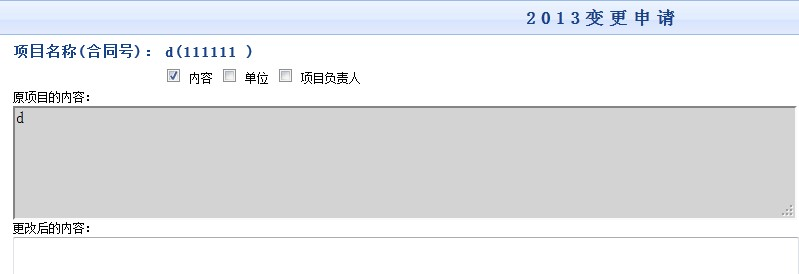 2013变更申请
项目名称(合同号)： d(111111 )
内容 单位 项目负责人
原项目的内容：
d
更改后的内容：